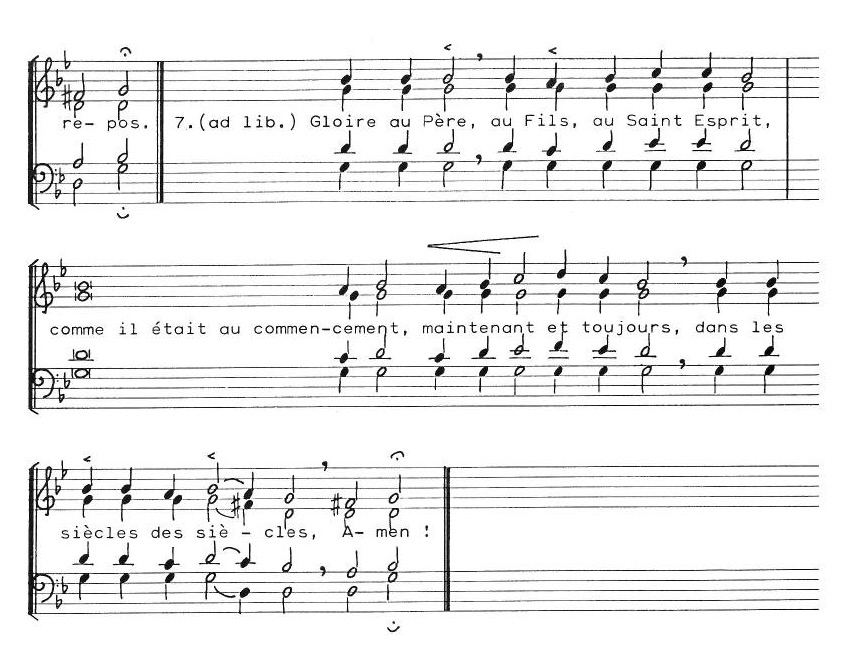 re- pos. 7.(ad lib.) Gloire au Père, au Fils, au Saint Esprit,
comme il était au commen-cement, maintenant et toujours, dans les
siècles des siè - cles, A- men !